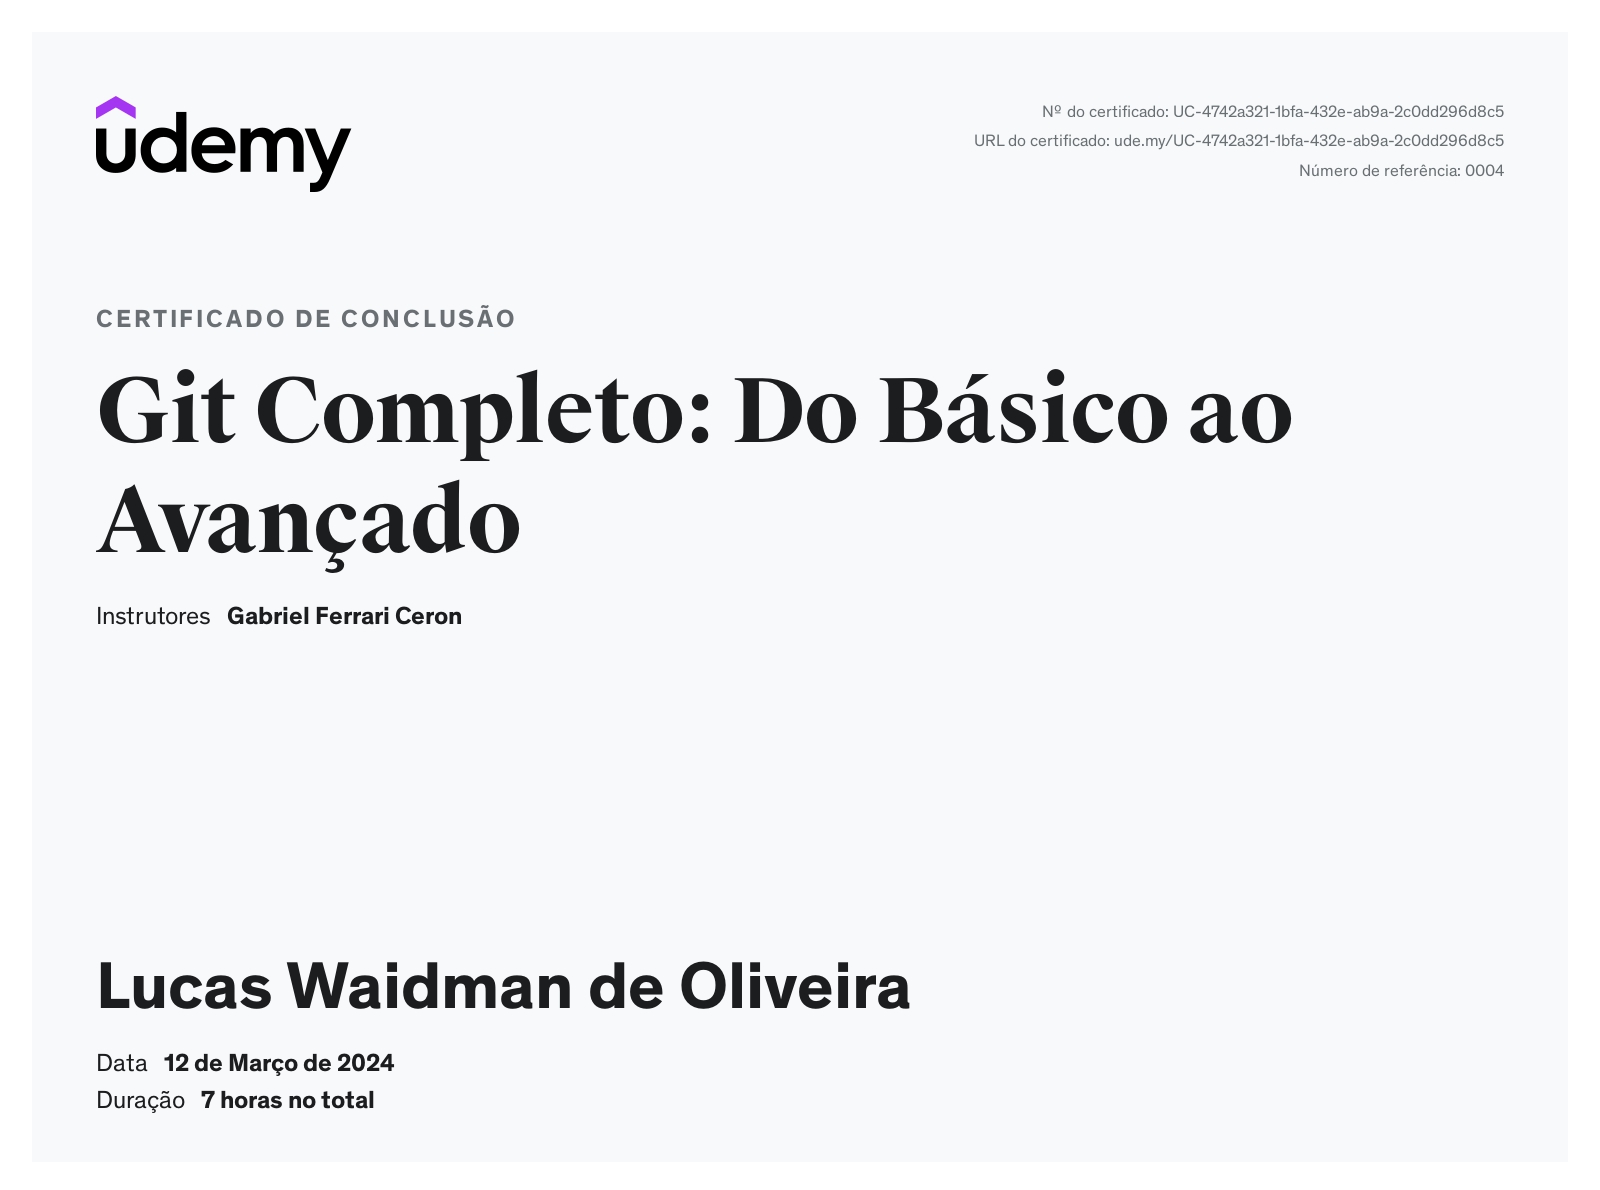 udemy
Nº do certificado: UC-4742a321-1bfa-432e-ab9a-2c0dd296d8c5
URL do certificado: ude.my/UC-4742a321-1bfa-432e-ab9a-2c0dd296d8c5
Número de referência: 0004
CERTIFICADO DE CONCLUSÃO
Git Completo: Do Básico ao
Avançado
Instrutores Gabriel Ferrari Ceron
Lucas Waidman de Oliveira
Data 12 de Março de 2024
Duração 7 horas no total